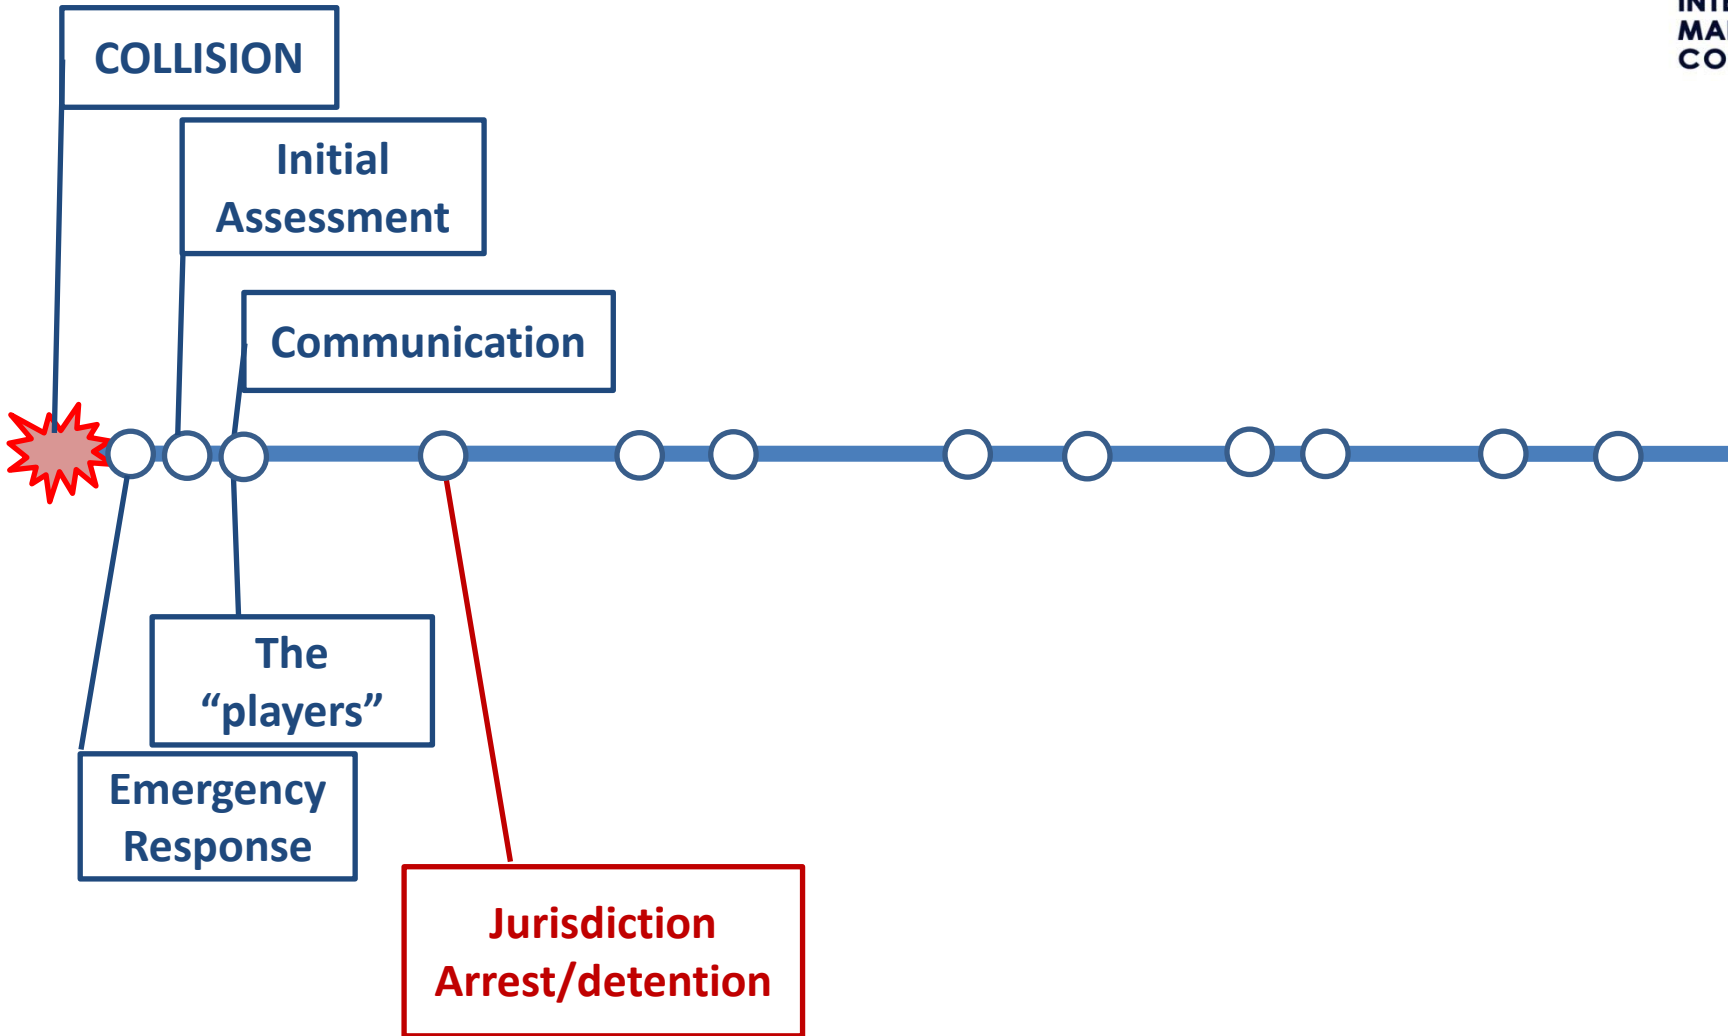 COLLISION
Initial
Assessment
Communication
The
“players”
Emergency
Response
Jurisdiction
Arrest/detention